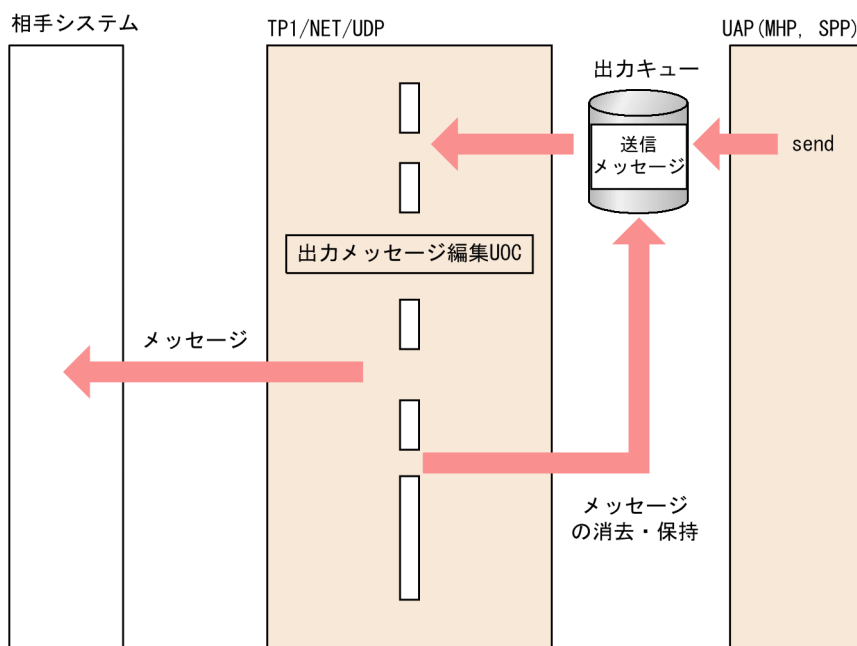 相手システム
TP1/NET/UDP
UAP(MHP, SPP)
出力キュー
送信
メッセージ
send
出力メッセージ編集UOC
メッセージ
メッセージ
の消去・保持